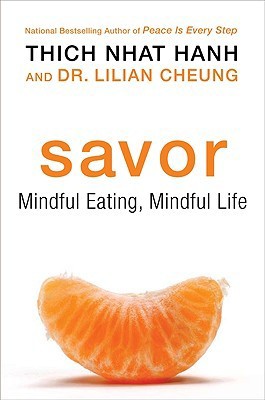 National Bestselling Author of Peace Is Every Step
THICH NHAT HANH
AND DR. LILIAN CHEUNG
savor
Mindful Eating, Mindful Life